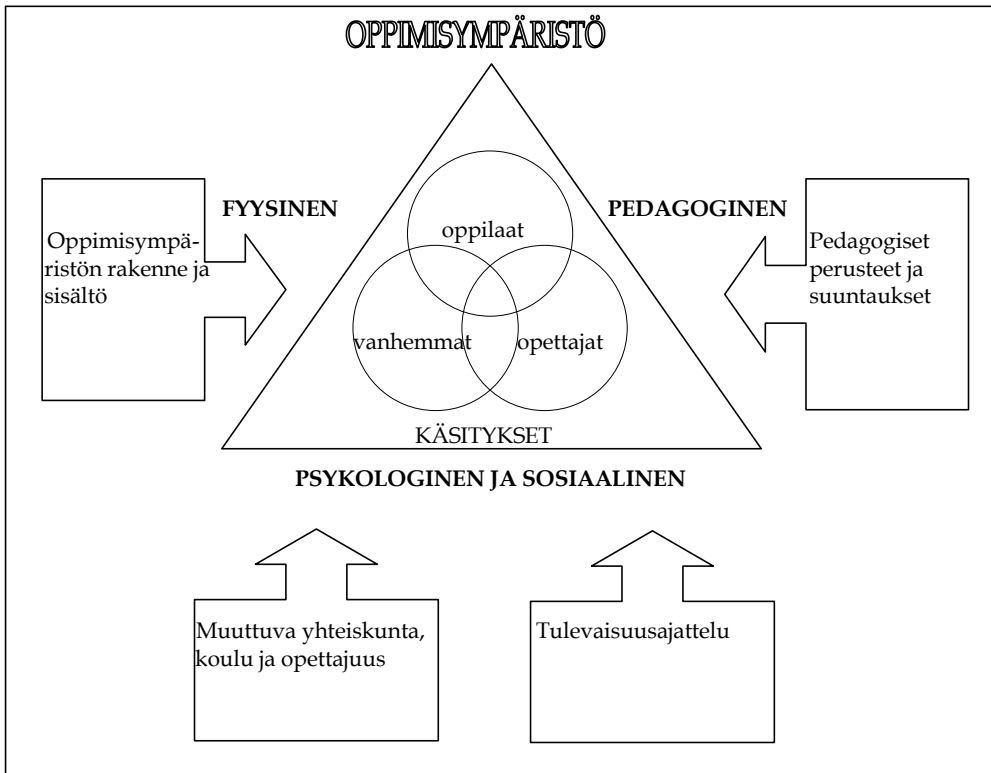 OPPIMISYMPÄRISTÖ
FYYSINEN
PEDAGOGINEN
Oppimisympä-
ristön rakenne ja
sisältö
oppilaat
vanhemmat
opettajat
Pedagogiset
perusteet ja
suuntaukset
KÄSITYKSET
PSYKOLOGINEN JA SOSIAALINEN
Muuttuva yhteiskunta,
koulu ja opettajuus
Tulevaisuusajattelu